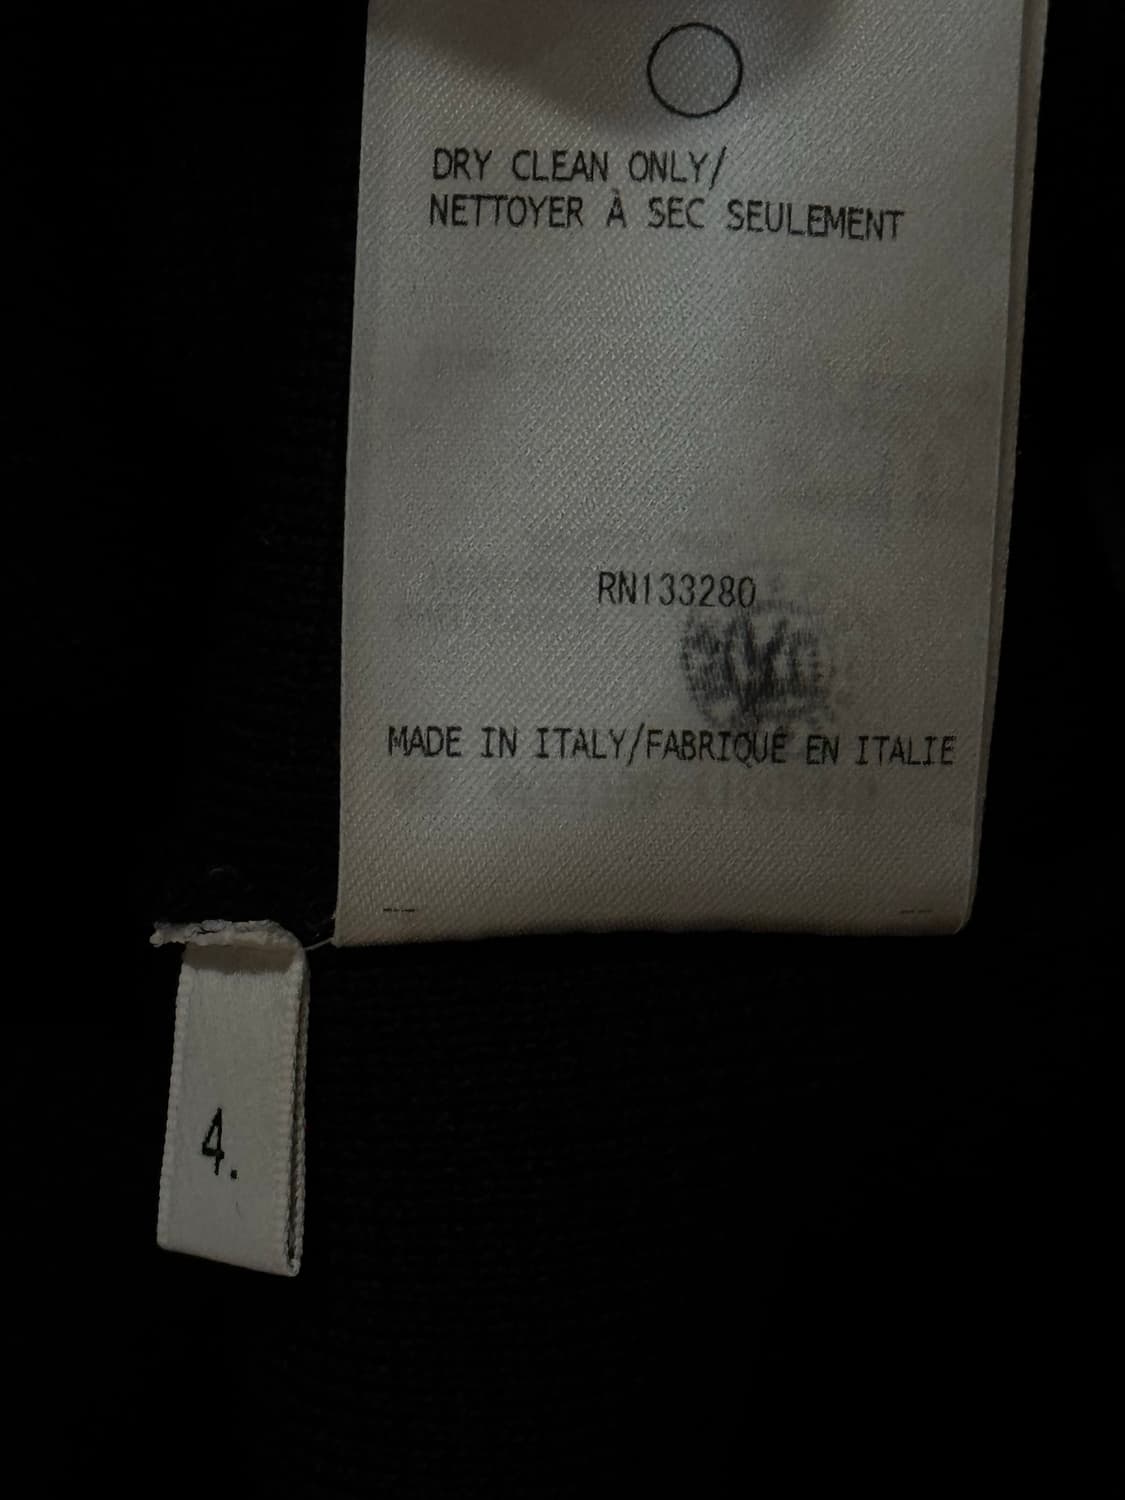 DRY CLEAN ONLY/
NETTOYER À SEC SEULEMENT
RN133280
MADE IN ITALY/FABRIQUÉ EN ITALIE
4.